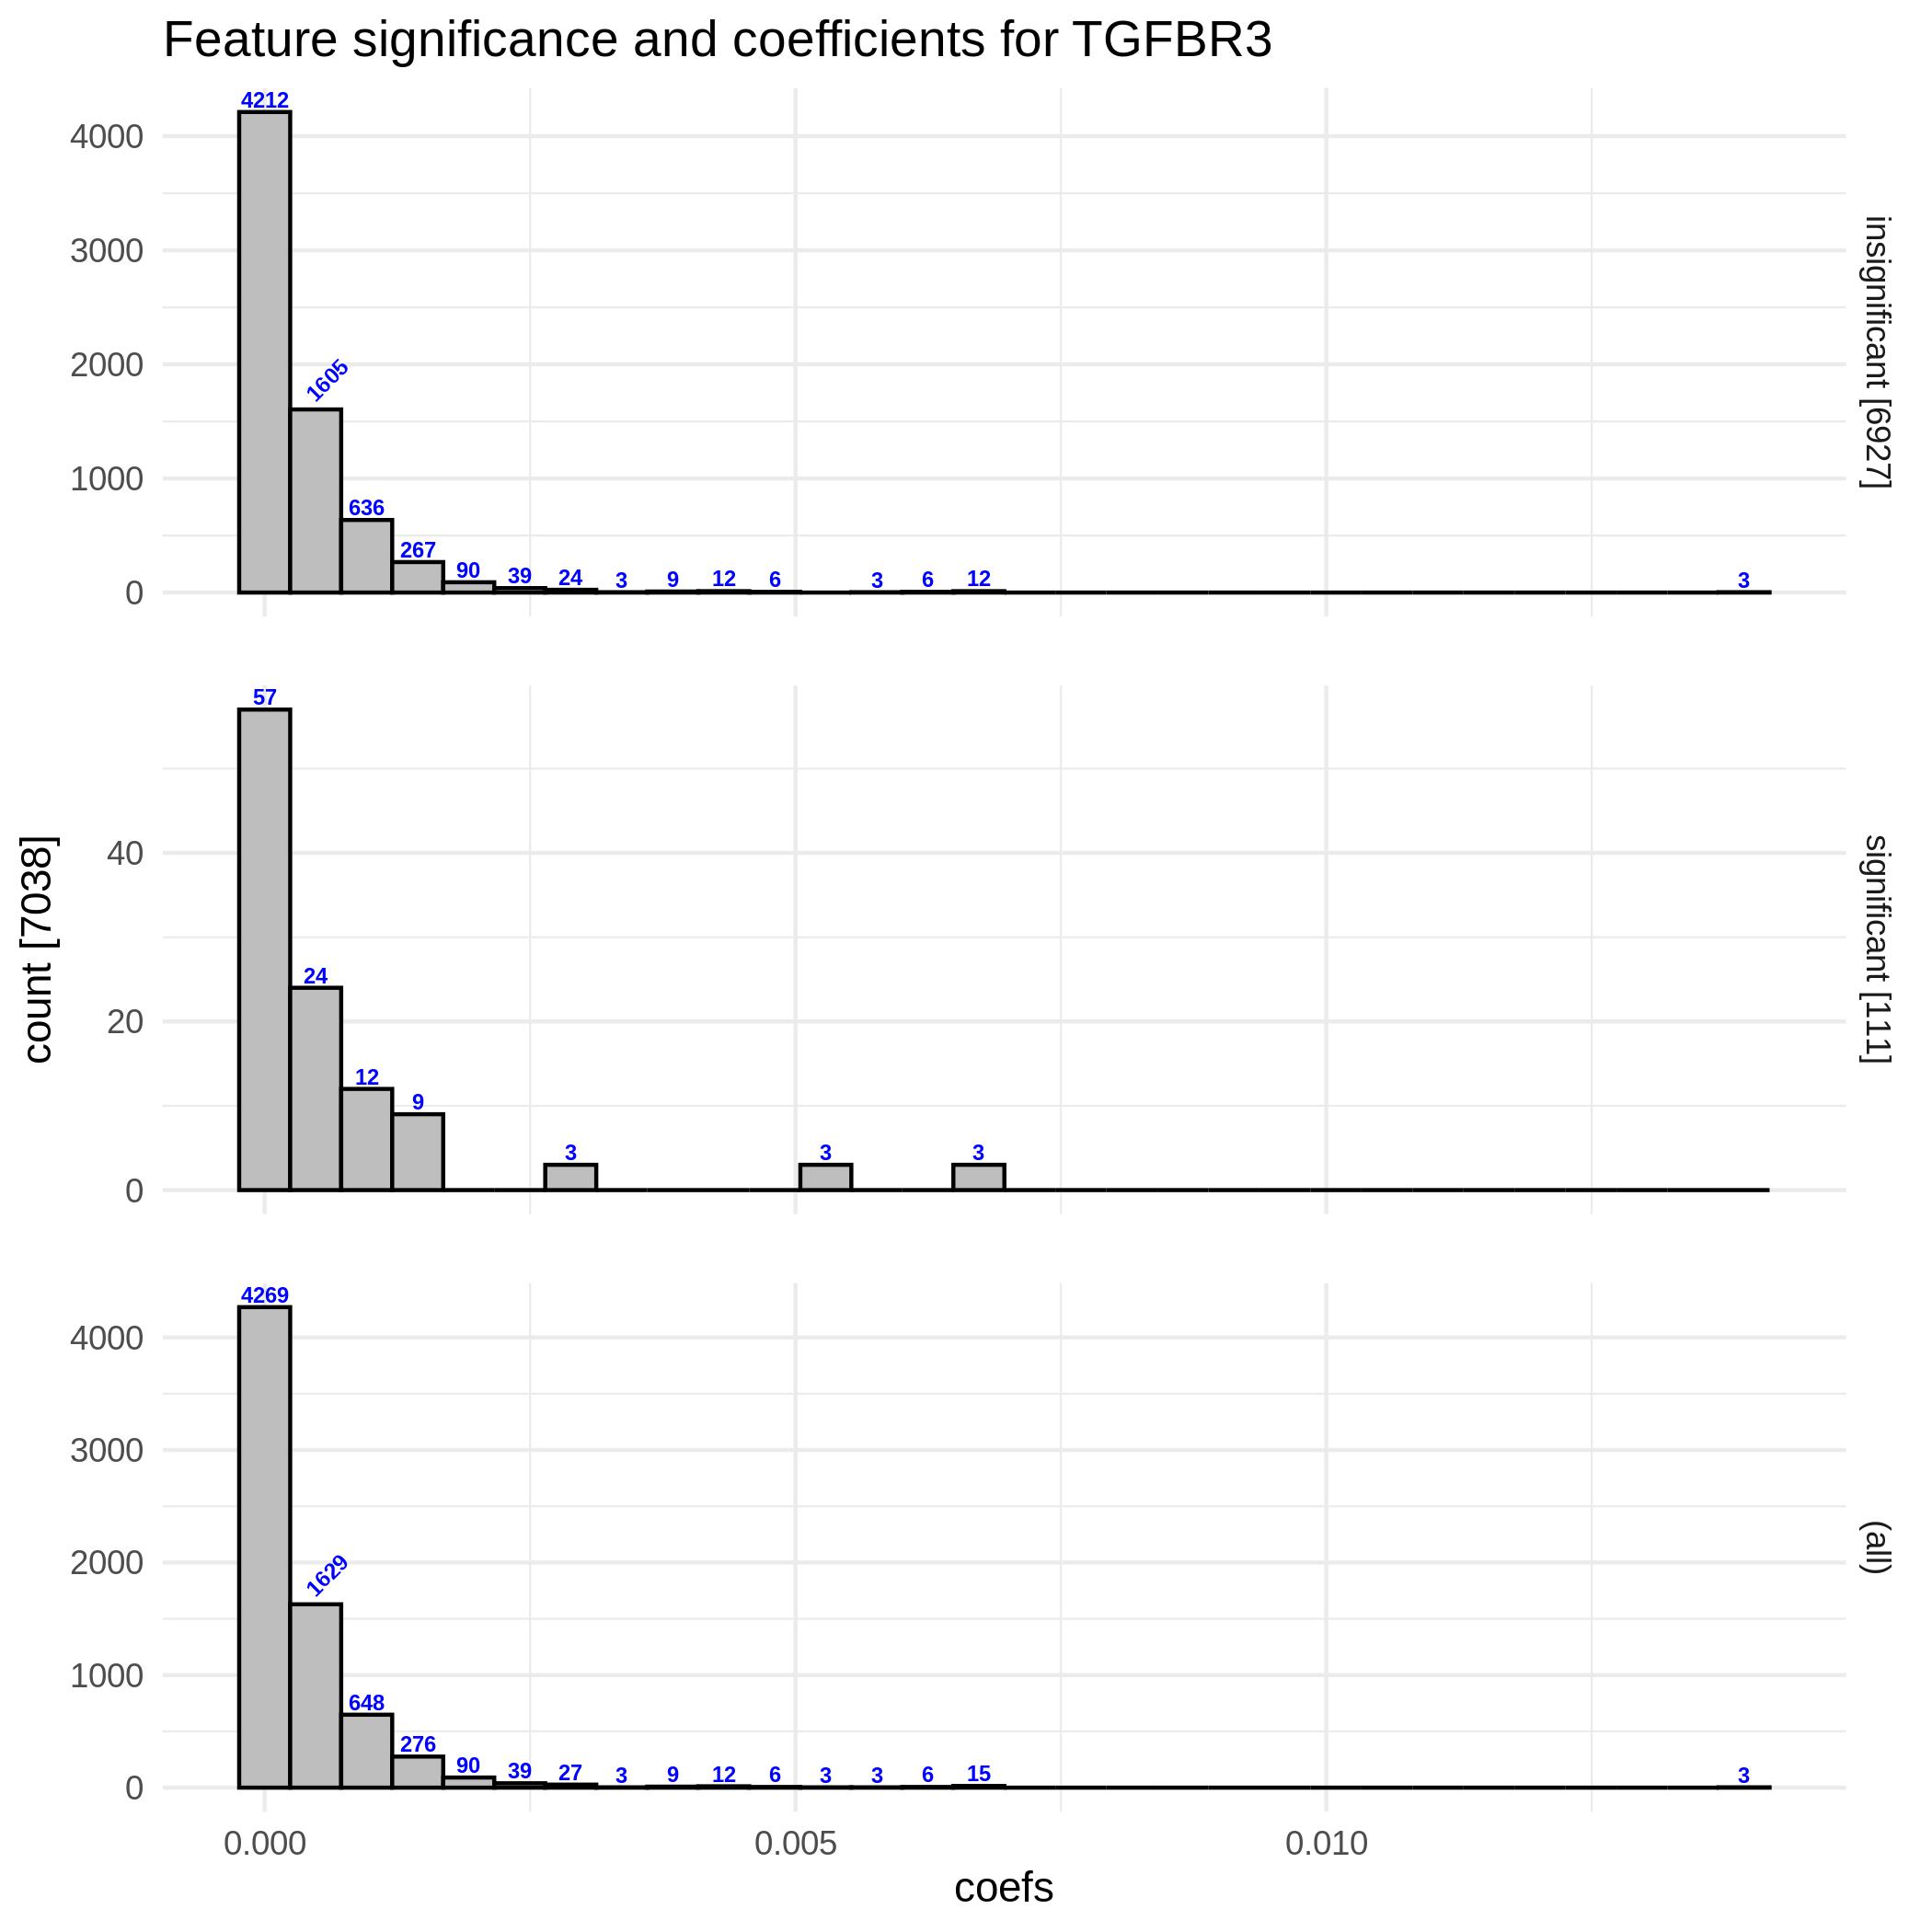 Feature significance and coefficients for TGFBR3
4212
4000
3000
2000
1605
1000
636
267
90 39 24 3 9 12 6 3 6 12 3
0
insignificant [6927]
57
40
24
20
12
9
3 3 3
0
significant [111]
count [7038]
4269
4000
3000
2000
1629
1000
648
276
90 39 27 3 9 12 6 3 3 6 15 3
0
(all)
0.000 0.005 0.010
coefs